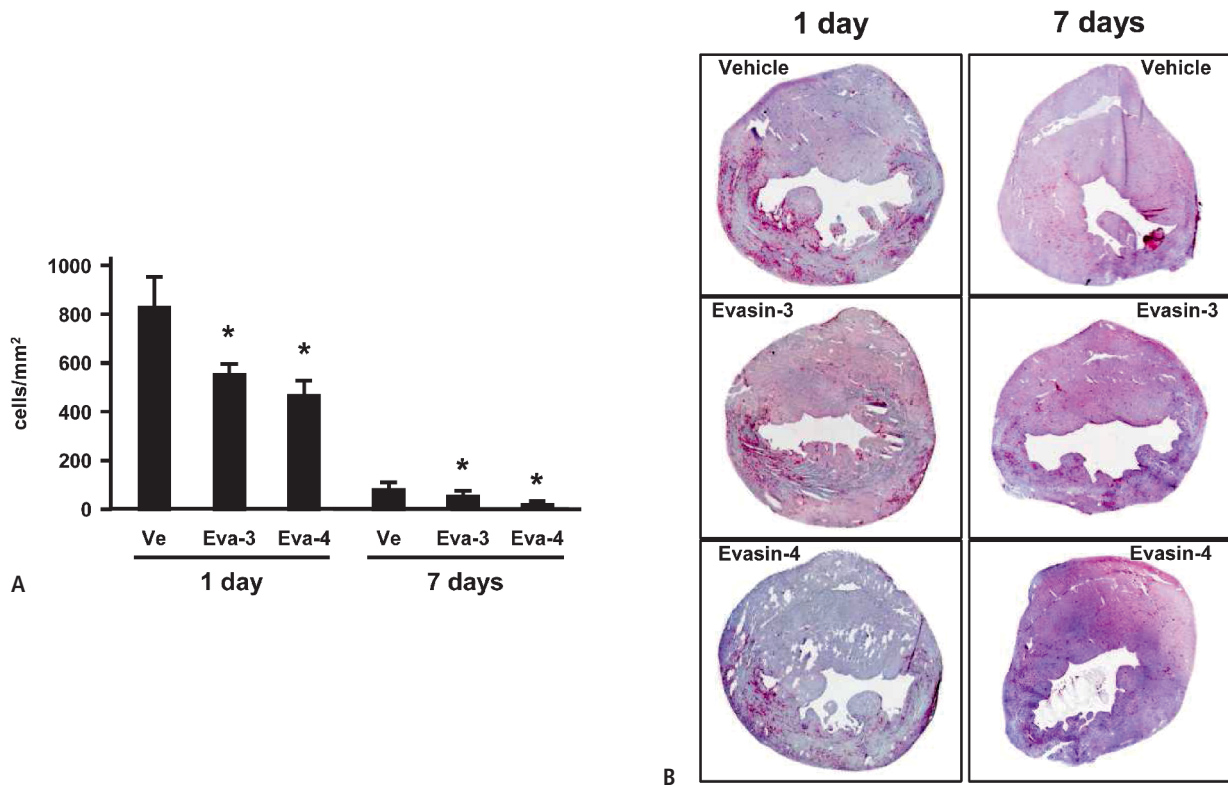 1000
800
600
400
200
0
cells/mm²
*
*
*
*
Ve Eva-3 Eva-4 Ve Eva-3 Eva-4
1 day 7 days
A
1 day 7 days
Vehicle Vehicle
Evasin-3 Evasin-3
Evasin-4 Evasin-4
B